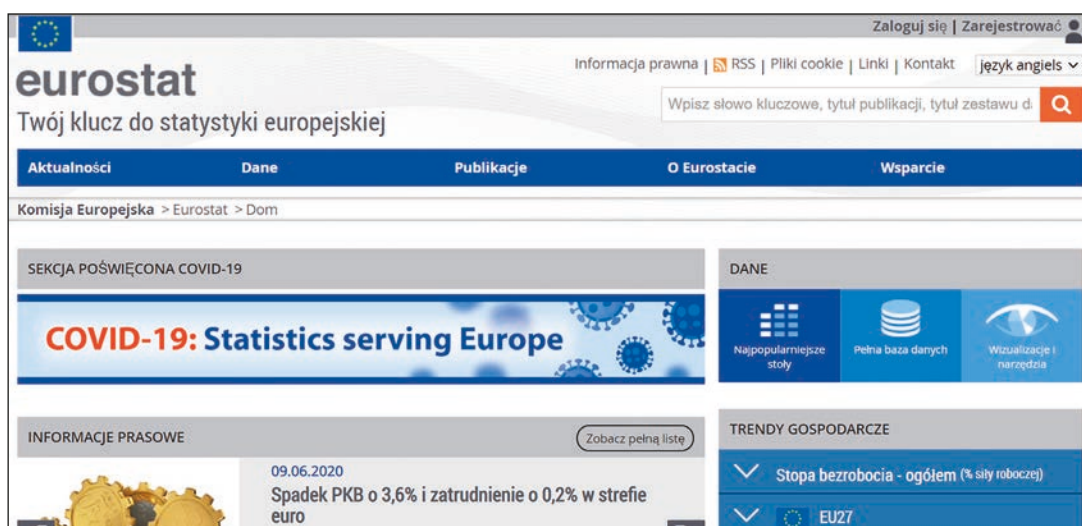 Zaloguj się | Zarejestrować
eurostat
Twój klucz do statystyki europejskiej
Informacja prawna | RSS | Pliki cookie | Linki | Kontakt język angiels
Wpisz słowo kluczowe, tytuł publikacji, tytuł zestawu
Aktualności Dane Publikacje O Eurostacie Wsparcie
Komisja Europejska > Eurostat > Dom
SEKCJA POŚWIĘCONA COVID-19
COVID-19: Statistics serving Europe
DANE
Najpopularniejsze
stoły
Pełna baza danych
Wizualizacje i
narzędzia
INFORMACJE PRASOWE Zobacz pełną listę
09.06.2020
Spadek PKB o 3,6% i zatrudnienie o 0,2% w strefie
euro
TRENDY GOSPODARCZE
Stopa bezrobocia - ogółem (% siły roboczej)
EU27